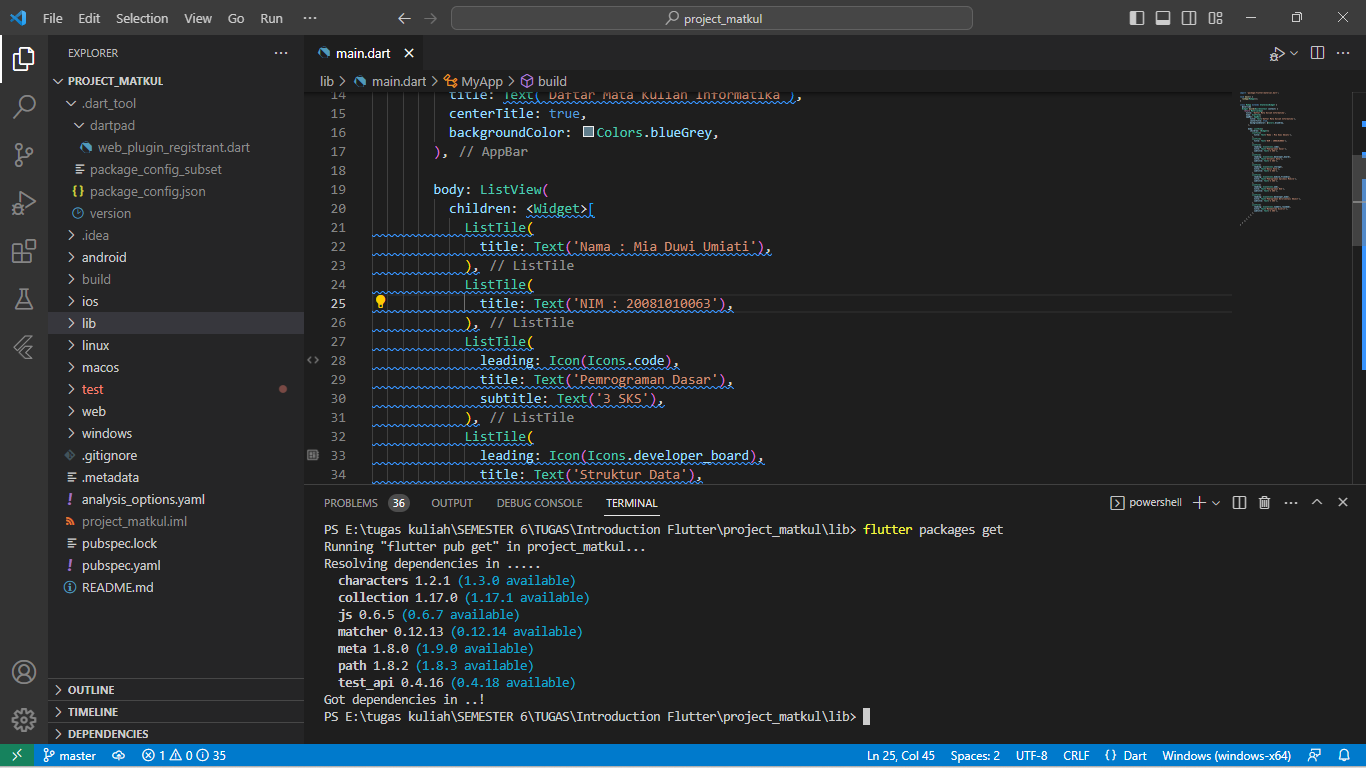 File Edit Selection View Go Run ··· project_matkul
EXPLORER ···
PROJECT_MATKUL
.dart_tool
dartpad
web_plugin_registrant.dart
package_config_subset
package_config.json
version
.idea
android
build
ios
lib
linux
macos
test
web
windows
.gitignore
.metadata
analysis_options.yaml
project_matkul.iml
pubspec.lock
pubspec.yaml
README.md
OUTLINE
TIMELINE
DEPENDENCIES
main.dart
lib > main.dart > MyApp > build
14 title: Text('Daftar Mata Kuliah Informatika'),
15 centerTitle: true,
16 backgroundColor: Colors.blueGrey,
17 ), // AppBar
18
19 body: ListView(
20 children: <Widget>[
21 ListTile(
22 title: Text('Nama : Mia Duwi Umiati'),
23 ), // ListTile
24 ListTile(
25 title: Text('NIM : 20081010063'),
26 ), // ListTile
27 ListTile(
28 leading: Icon(Icons.code),
29 title: Text('Pemrograman Dasar'),
30 subtitle: Text('3 SKS'),
31 ), // ListTile
32 ListTile(
33 leading: Icon(Icons.developer_board),
34 title: Text('Struktur Data'),
PROBLEMS 36 OUTPUT DEBUG CONSOLE TERMINAL powershell
PS E:\tugas kuliah\SEMESTER 6\TUGAS\Introduction Flutter\project_matkul\lib> flutter packages get
Running "flutter pub get" in project_matkul...
Resolving dependencies in .....
characters 1.2.1 (1.3.0 available)
collection 1.17.0 (1.17.1 available)
js 0.6.5 (0.6.7 available)
matcher 0.12.13 (0.12.14 available)
meta 1.8.0 (1.9.0 available)
path 1.8.2 (1.8.3 available)
test_api 0.4.16 (0.4.18 available)
Got dependencies in ..!
PS E:\tugas kuliah\SEMESTER 6\TUGAS\Introduction Flutter\project_matkul\lib>
master 1 0 35 Ln 25, Col 45 Spaces: 2 UTF-8 CRLF {} Dart Windows (windows-x64)